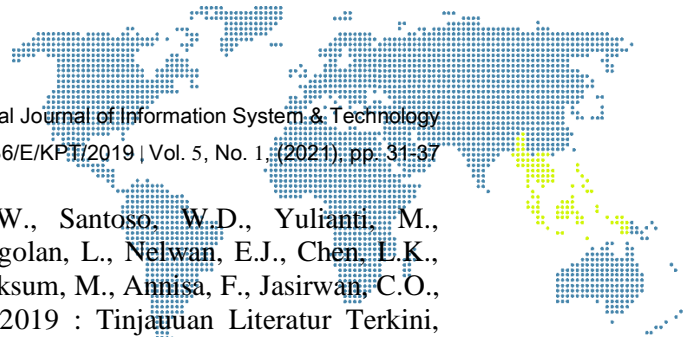 al Journal of Information System & Technology
6/E/KPT/2019 | Vol. 5, No. 1, (2021), pp. 31-37
W., Santoso, W.D., Yulianti, M.,
golan, L., Nelwan, E.J., Chen, L.K.,
ksum, M., Annisa, F., Jasirwan, C.O.,
2019 : Tinjauuan Literatur Terkini,